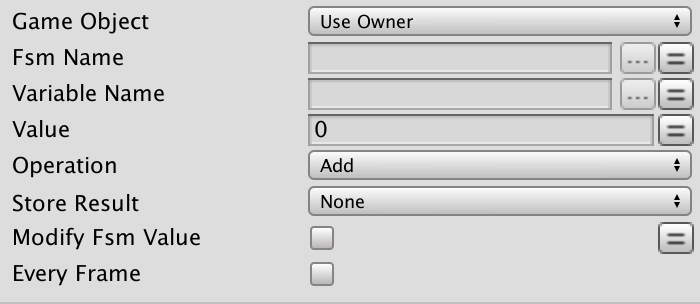 Game Object Use Owner
Fsm Name ...
Variable Name ...
Value 0
Operation Add
Store Result None
Modify Fsm Value
Every Frame